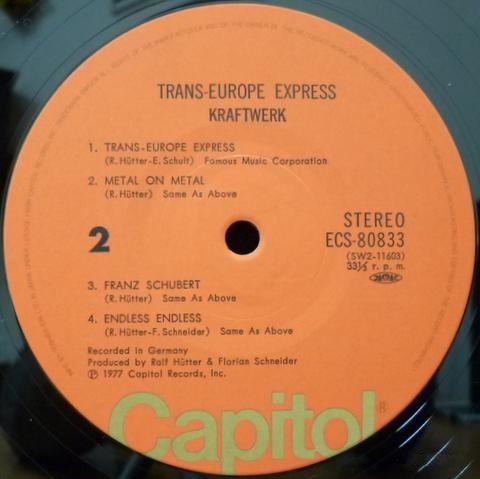 TRANS-EUROPE EXPRESS
KRAFTWERK
1. TRANS-EUROPE EXPRESS
(R. Hütter-E. Schult) Famous Music Corporation
2. METAL ON METAL
(R. Hütter) Same As Above
2
STEREO
ECS-80833
(SW2-11603)
33⅓ r. p. m.
3. FRANZ SCHUBERT
(R. Hütter) Same As Above
4. ENDLESS ENDLESS
(R. Hütter-F. Schneider) Same As Above
Recorded in Germany
Produced by Ralf Hütter & Florian Schneider
Ⓟ 1977 Capitol Records, Inc.
Capitol®